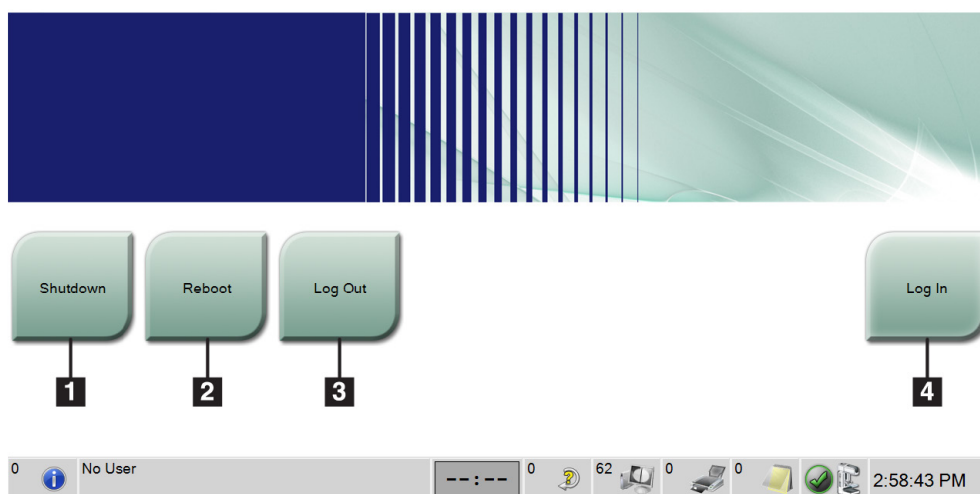 Shutdown
Reboot
Log Out
Log In
1
2
3
4
0
No User
--:--
0
62
0
0
2:58:43 PM